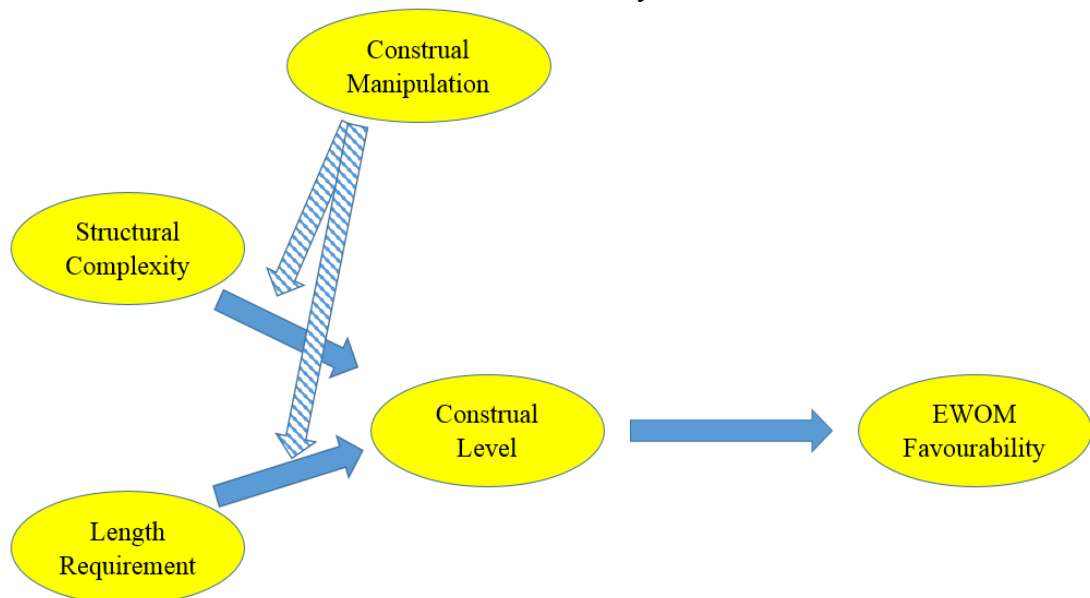 Construal
Manipulation
Structural
Complexity
Construal
Level
EWOM
Favourability
Length
Requirement